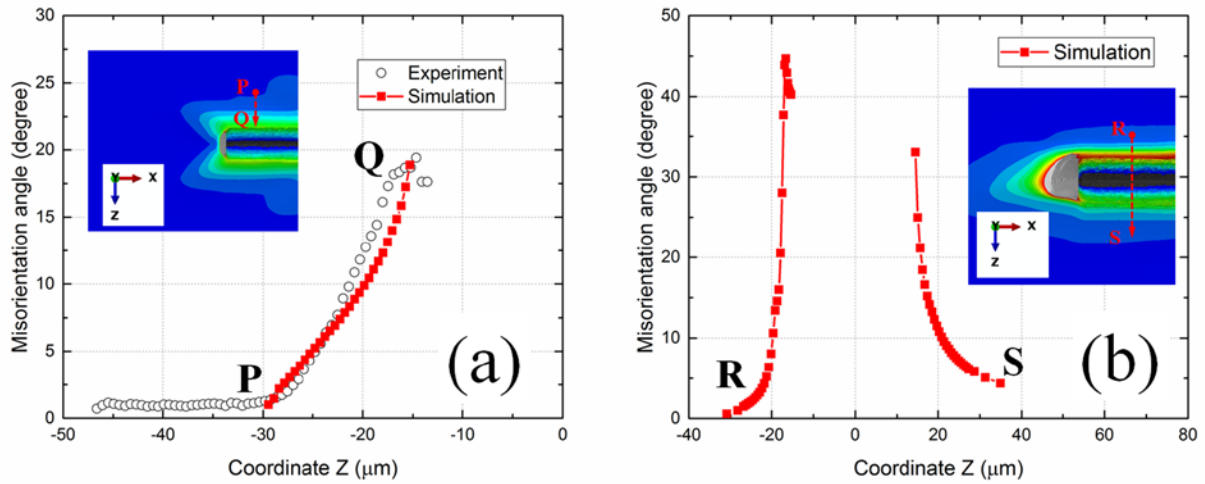 30
25
20
15
10
5
0
Misorientation angle (degree)
-50
-40
-30
-20
-10
0
Coordinate Z (μm)
Experiment
Simulation
P
Q
Y
X
Z
P
Q
(a)
50
40
30
20
10
0
Misorientation angle (degree)
-40
-20
0
20
40
60
80
Coordinate Z (μm)
Simulation
R
S
Y
X
Z
R
S
(b)